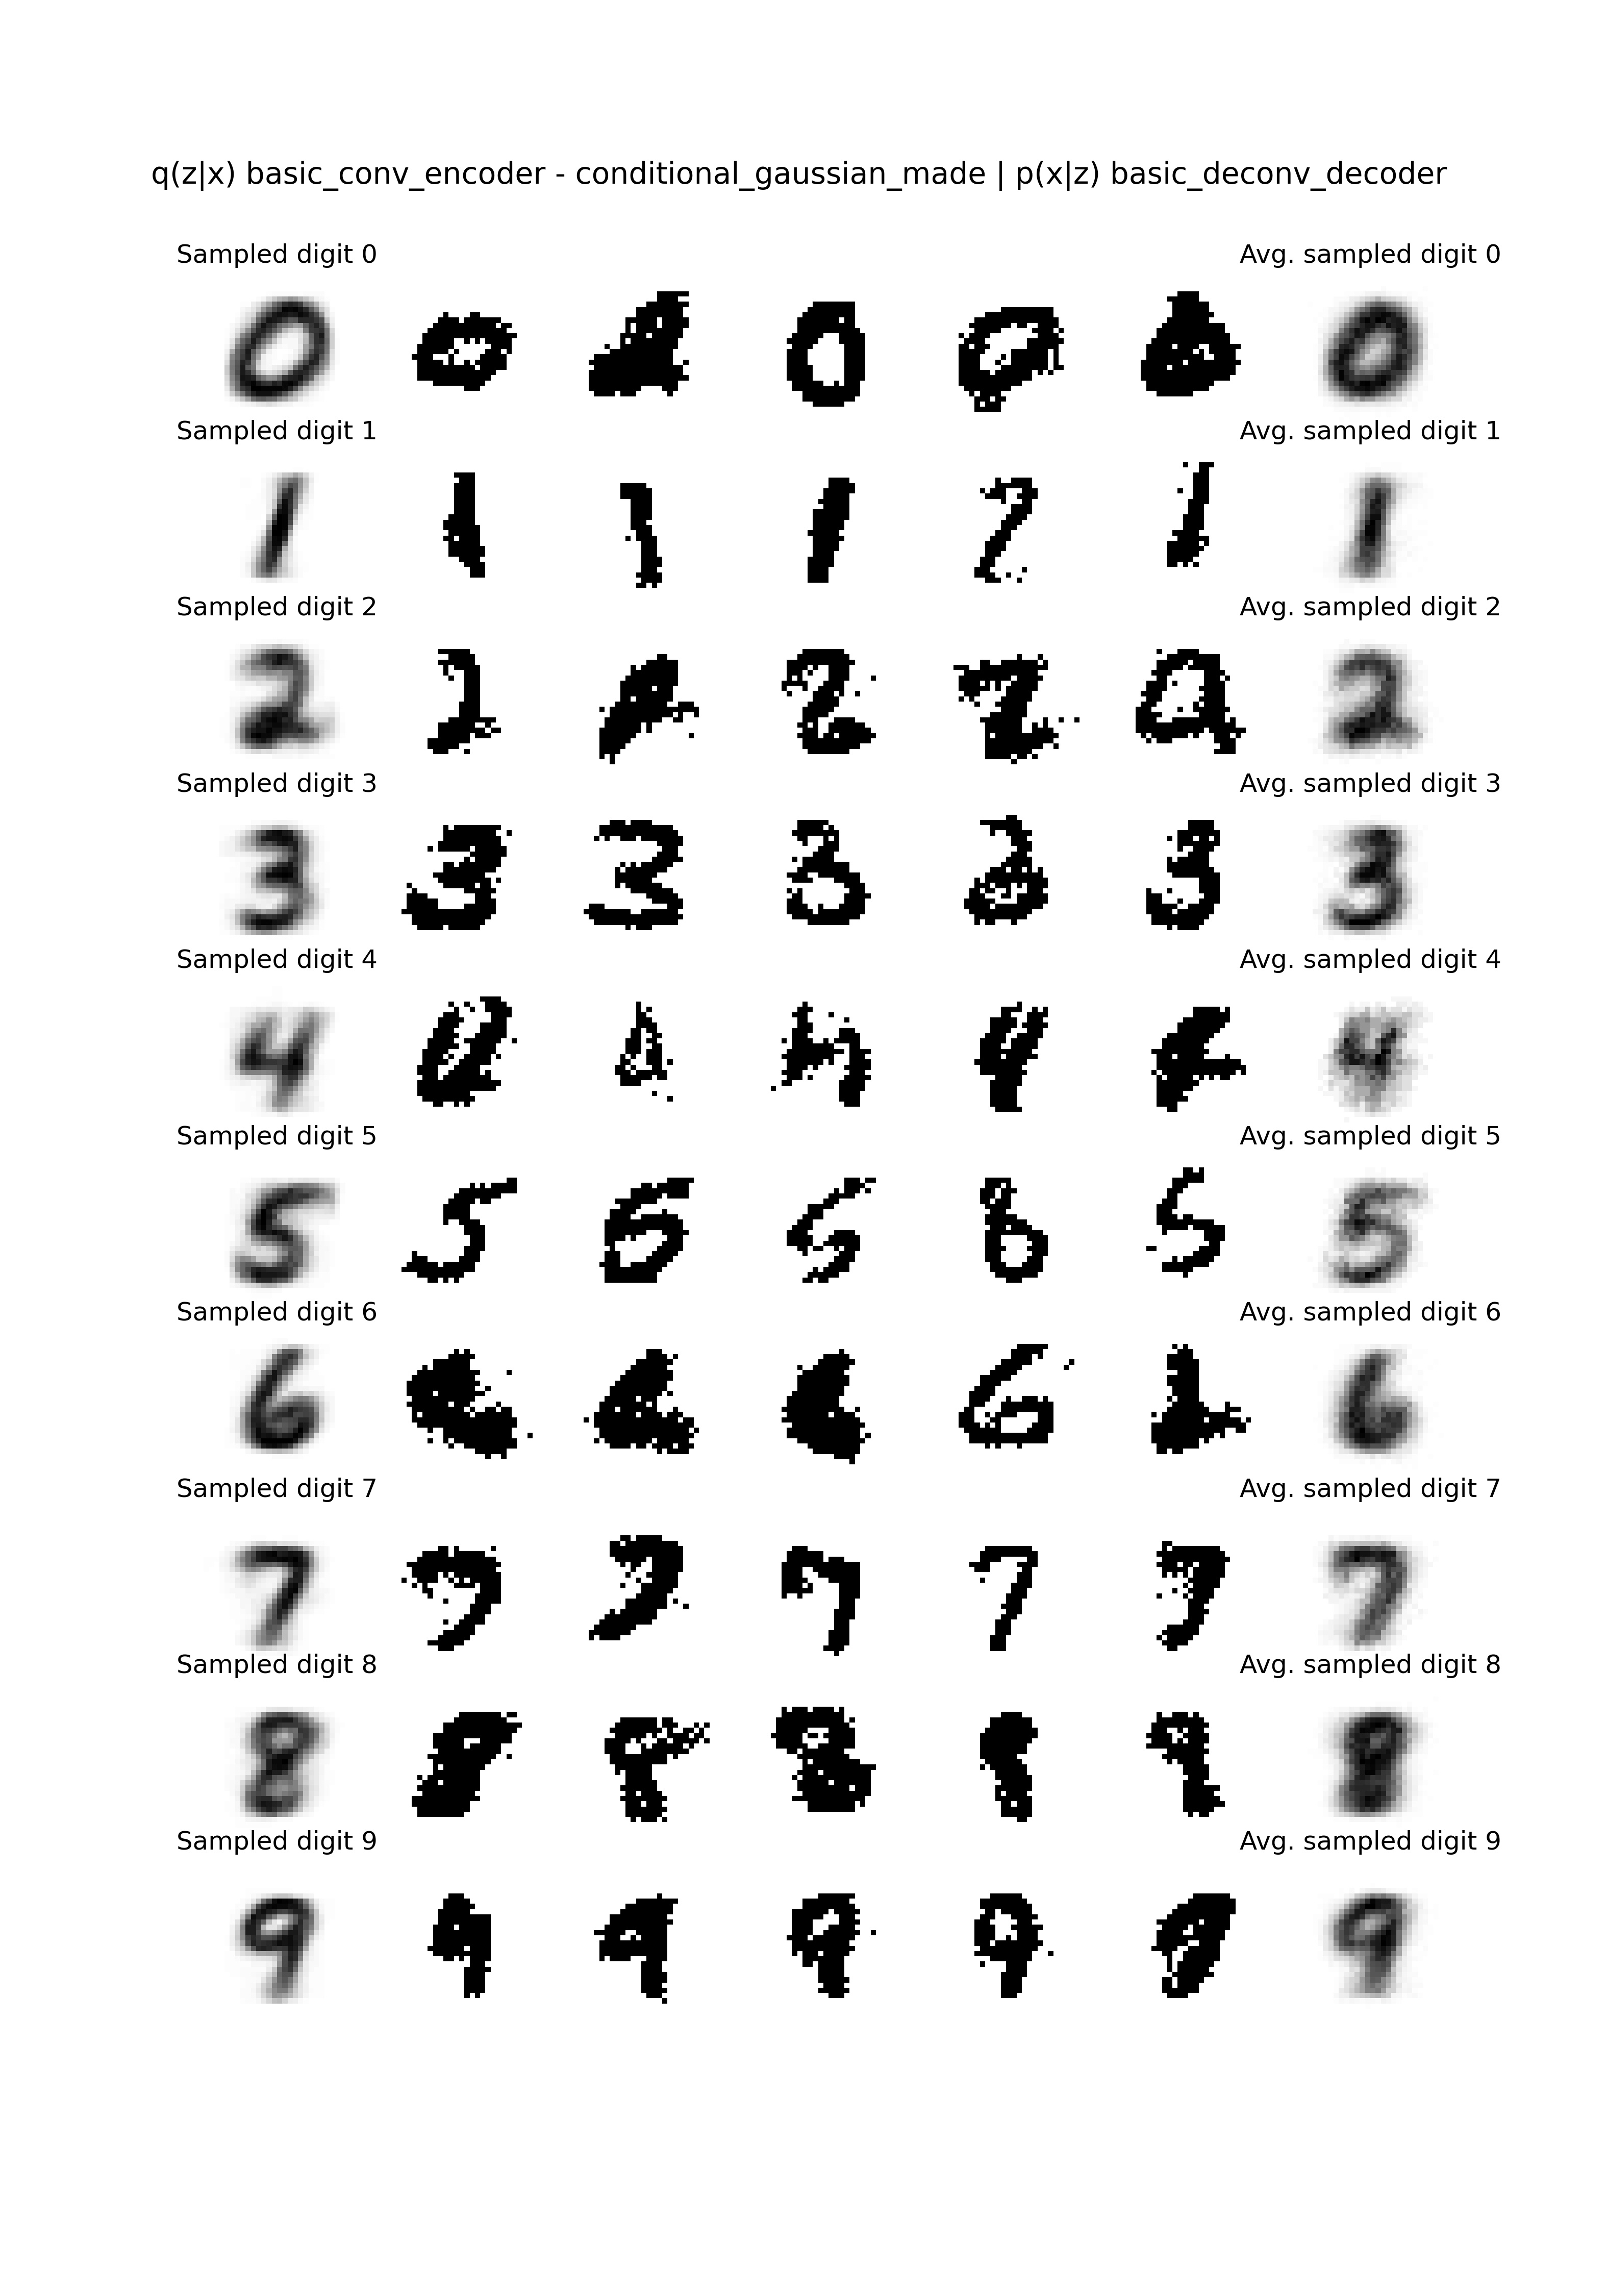 q(z|x) basic_conv_encoder - conditional_gaussian_made | p(x|z) basic_deconv_decoder
Sampled digit 0 Avg. sampled digit 0
Sampled digit 1 Avg. sampled digit 1
Sampled digit 2 Avg. sampled digit 2
Sampled digit 3 Avg. sampled digit 3
Sampled digit 4 Avg. sampled digit 4
Sampled digit 5 Avg. sampled digit 5
Sampled digit 6 Avg. sampled digit 6
Sampled digit 7 Avg. sampled digit 7
Sampled digit 8 Avg. sampled digit 8
Sampled digit 9 Avg. sampled digit 9